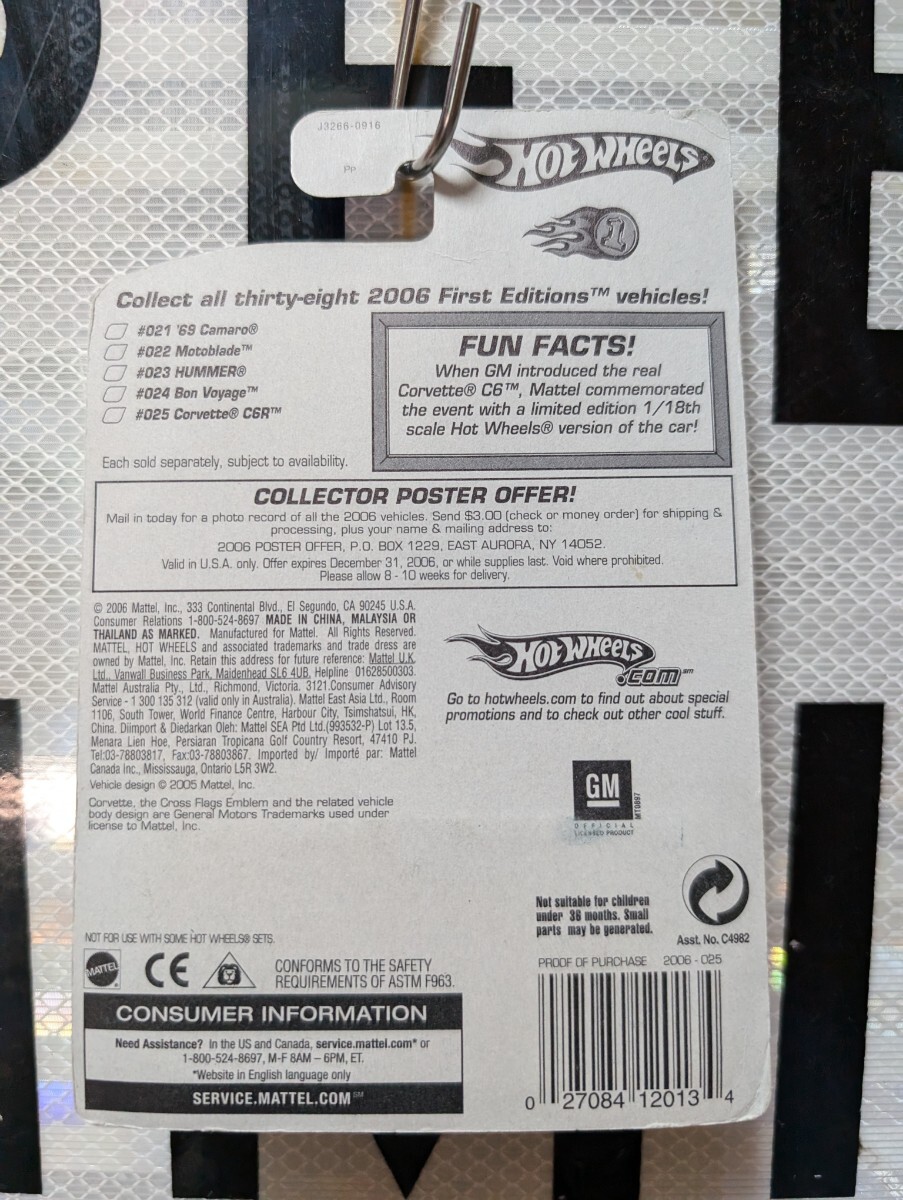 J3266-0916
PP
HOT WHEELS
1
Collect all thirty-eight 2006 First Editions™ vehicles!
#021 '69 Camaro®
#022 Motoblade™
#023 HUMMER®
#024 Bon Voyage™
#025 Corvette® C6R™
Each sold separately, subject to availability.
FUN FACTS!
When GM introduced the real
Corvette® C6™, Mattel commemorated
the event with a limited edition 1/18th
scale Hot Wheels® version of the car!
COLLECTOR POSTER OFFER!
Mail in today for a photo record of all the 2006 vehicles. Send $3.00 (check or money order) for shipping &
processing, plus your name & mailing address to:
2006 POSTER OFFER, P.O. BOX 1229, EAST AURORA, NY 14052.
Valid in U.S.A. only. Offer expires December 31, 2006, or while supplies last. Void where prohibited.
Please allow 8 - 10 weeks for delivery.
© 2006 Mattel, Inc., 333 Continental Blvd., El Segundo, CA 90245 U.S.A.
Consumer Relations 1-800-524-8697 MADE IN CHINA, MALAYSIA OR
THAILAND AS MARKED. Manufactured for Mattel. All Rights Reserved.
MATTEL, HOT WHEELS and associated trademarks and trade dress are
owned by Mattel, Inc. Retain this address for future reference: Mattel U.K.
Ltd., Vanwall Business Park, Maidenhead SL6 4UB. Helpline 01628500303.
Mattel Australia Pty., Ltd., Richmond, Victoria. 3121.Consumer Advisory
Service - 1 300 135 312 (valid only in Australia). Mattel East Asia Ltd., Room
1106, South Tower, World Finance Centre, Harbour City, Tsimshatsui, HK,
China. Diimport & Diedarkan Oleh: Mattel SEA Ptd Ltd.(993532-P) Lot 13.5,
Menara Lien Hoe, Persiaran Tropicana Golf Country Resort, 47410 PJ.
Tel:03-78803817, Fax:03-78803867. Imported by/ Importé par: Mattel
Canada Inc., Mississauga, Ontario L5R 3W2.
Vehicle design © 2005 Mattel, Inc.
Corvette, the Cross Flags Emblem and the related vehicle
body design are General Motors Trademarks used under
license to Mattel, Inc.
HOT WHEELS
.COM℠
Go to hotwheels.com to find out about special
promotions and to check out other cool stuff.
GM
MT0897
OFFICIAL
LICENSED PRODUCT
Not suitable for children
under 36 months. Small
parts may be generated.
Asst. No. C4982
NOT FOR USE WITH SOME HOT WHEELS® SETS.
MATTEL®
CE
CONFORMS TO THE SAFETY
REQUIREMENTS OF ASTM F963.
CONSUMER INFORMATION
Need Assistance? In the US and Canada, service.mattel.com* or
1-800-524-8697, M-F 8AM – 6PM, ET.
*Website in English language only
SERVICE.MATTEL.COM℠
PROOF OF PURCHASE 2006 - 025
0 27084 12013 4